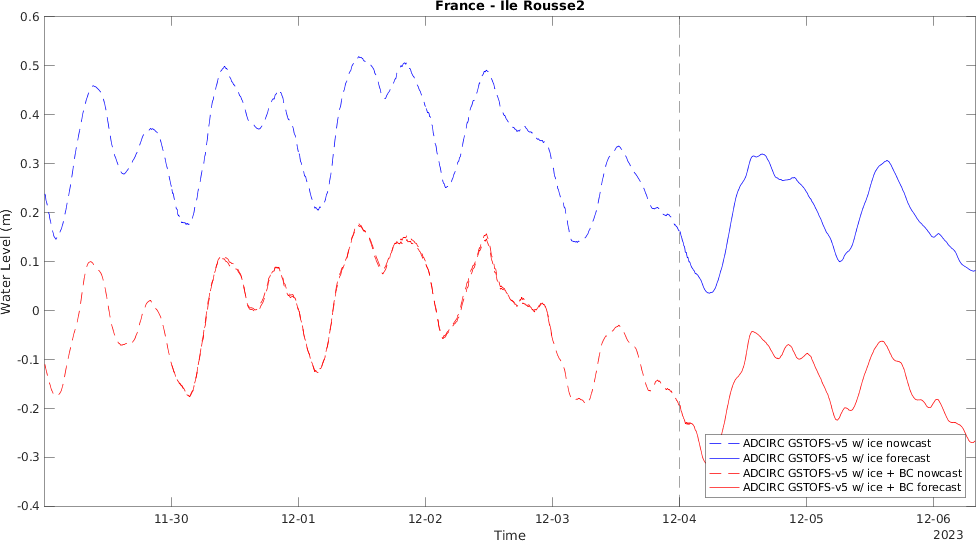 France - Ile Rousse2
0.6
0.5
0.4
0.3
0.2
0.1
0
-0.1
-0.2
-0.3
-0.4
Water Level (m)
ADCIRC GSTOFS-v5 w/ ice nowcast
ADCIRC GSTOFS-v5 w/ ice forecast
ADCIRC GSTOFS-v5 w/ ice + BC nowcast
ADCIRC GSTOFS-v5 w/ ice + BC forecast
11-30 12-01 12-02 12-03 12-04 12-05 12-06
Time
2023